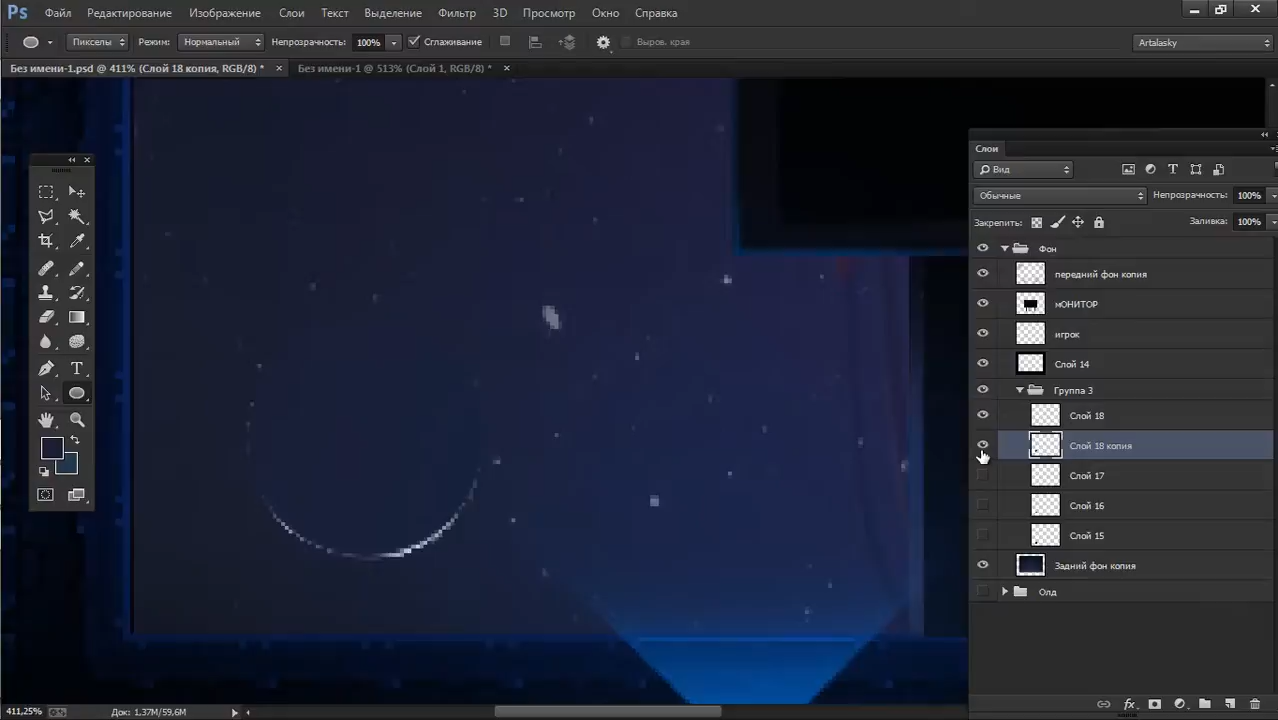 Ps Файл Редактирование Изображение Слои Текст Выделение Фильтр 3D Просмотр Окно Справка
Пикселы Режим: Нормальный Непрозрачность: 100% Сглаживание Выров. края Artalasky
Без имени-1.psd @ 411% (Слой 18 копия, RGB/8) * × Без имени-1 @ 513% (Слой 1, RGB/8) * ×
Слои
Вид
Обычные Непрозрачность: 100%
Закрепить: Заливка: 100%
Фон
передний фон копия
мОНИТОР
игрок
Слой 14
Группа 3
Слой 18
Слой 18 копия
Слой 17
Слой 16
Слой 15
Задний фон копия
Олд
411,25% Док: 1,37M/59,6M